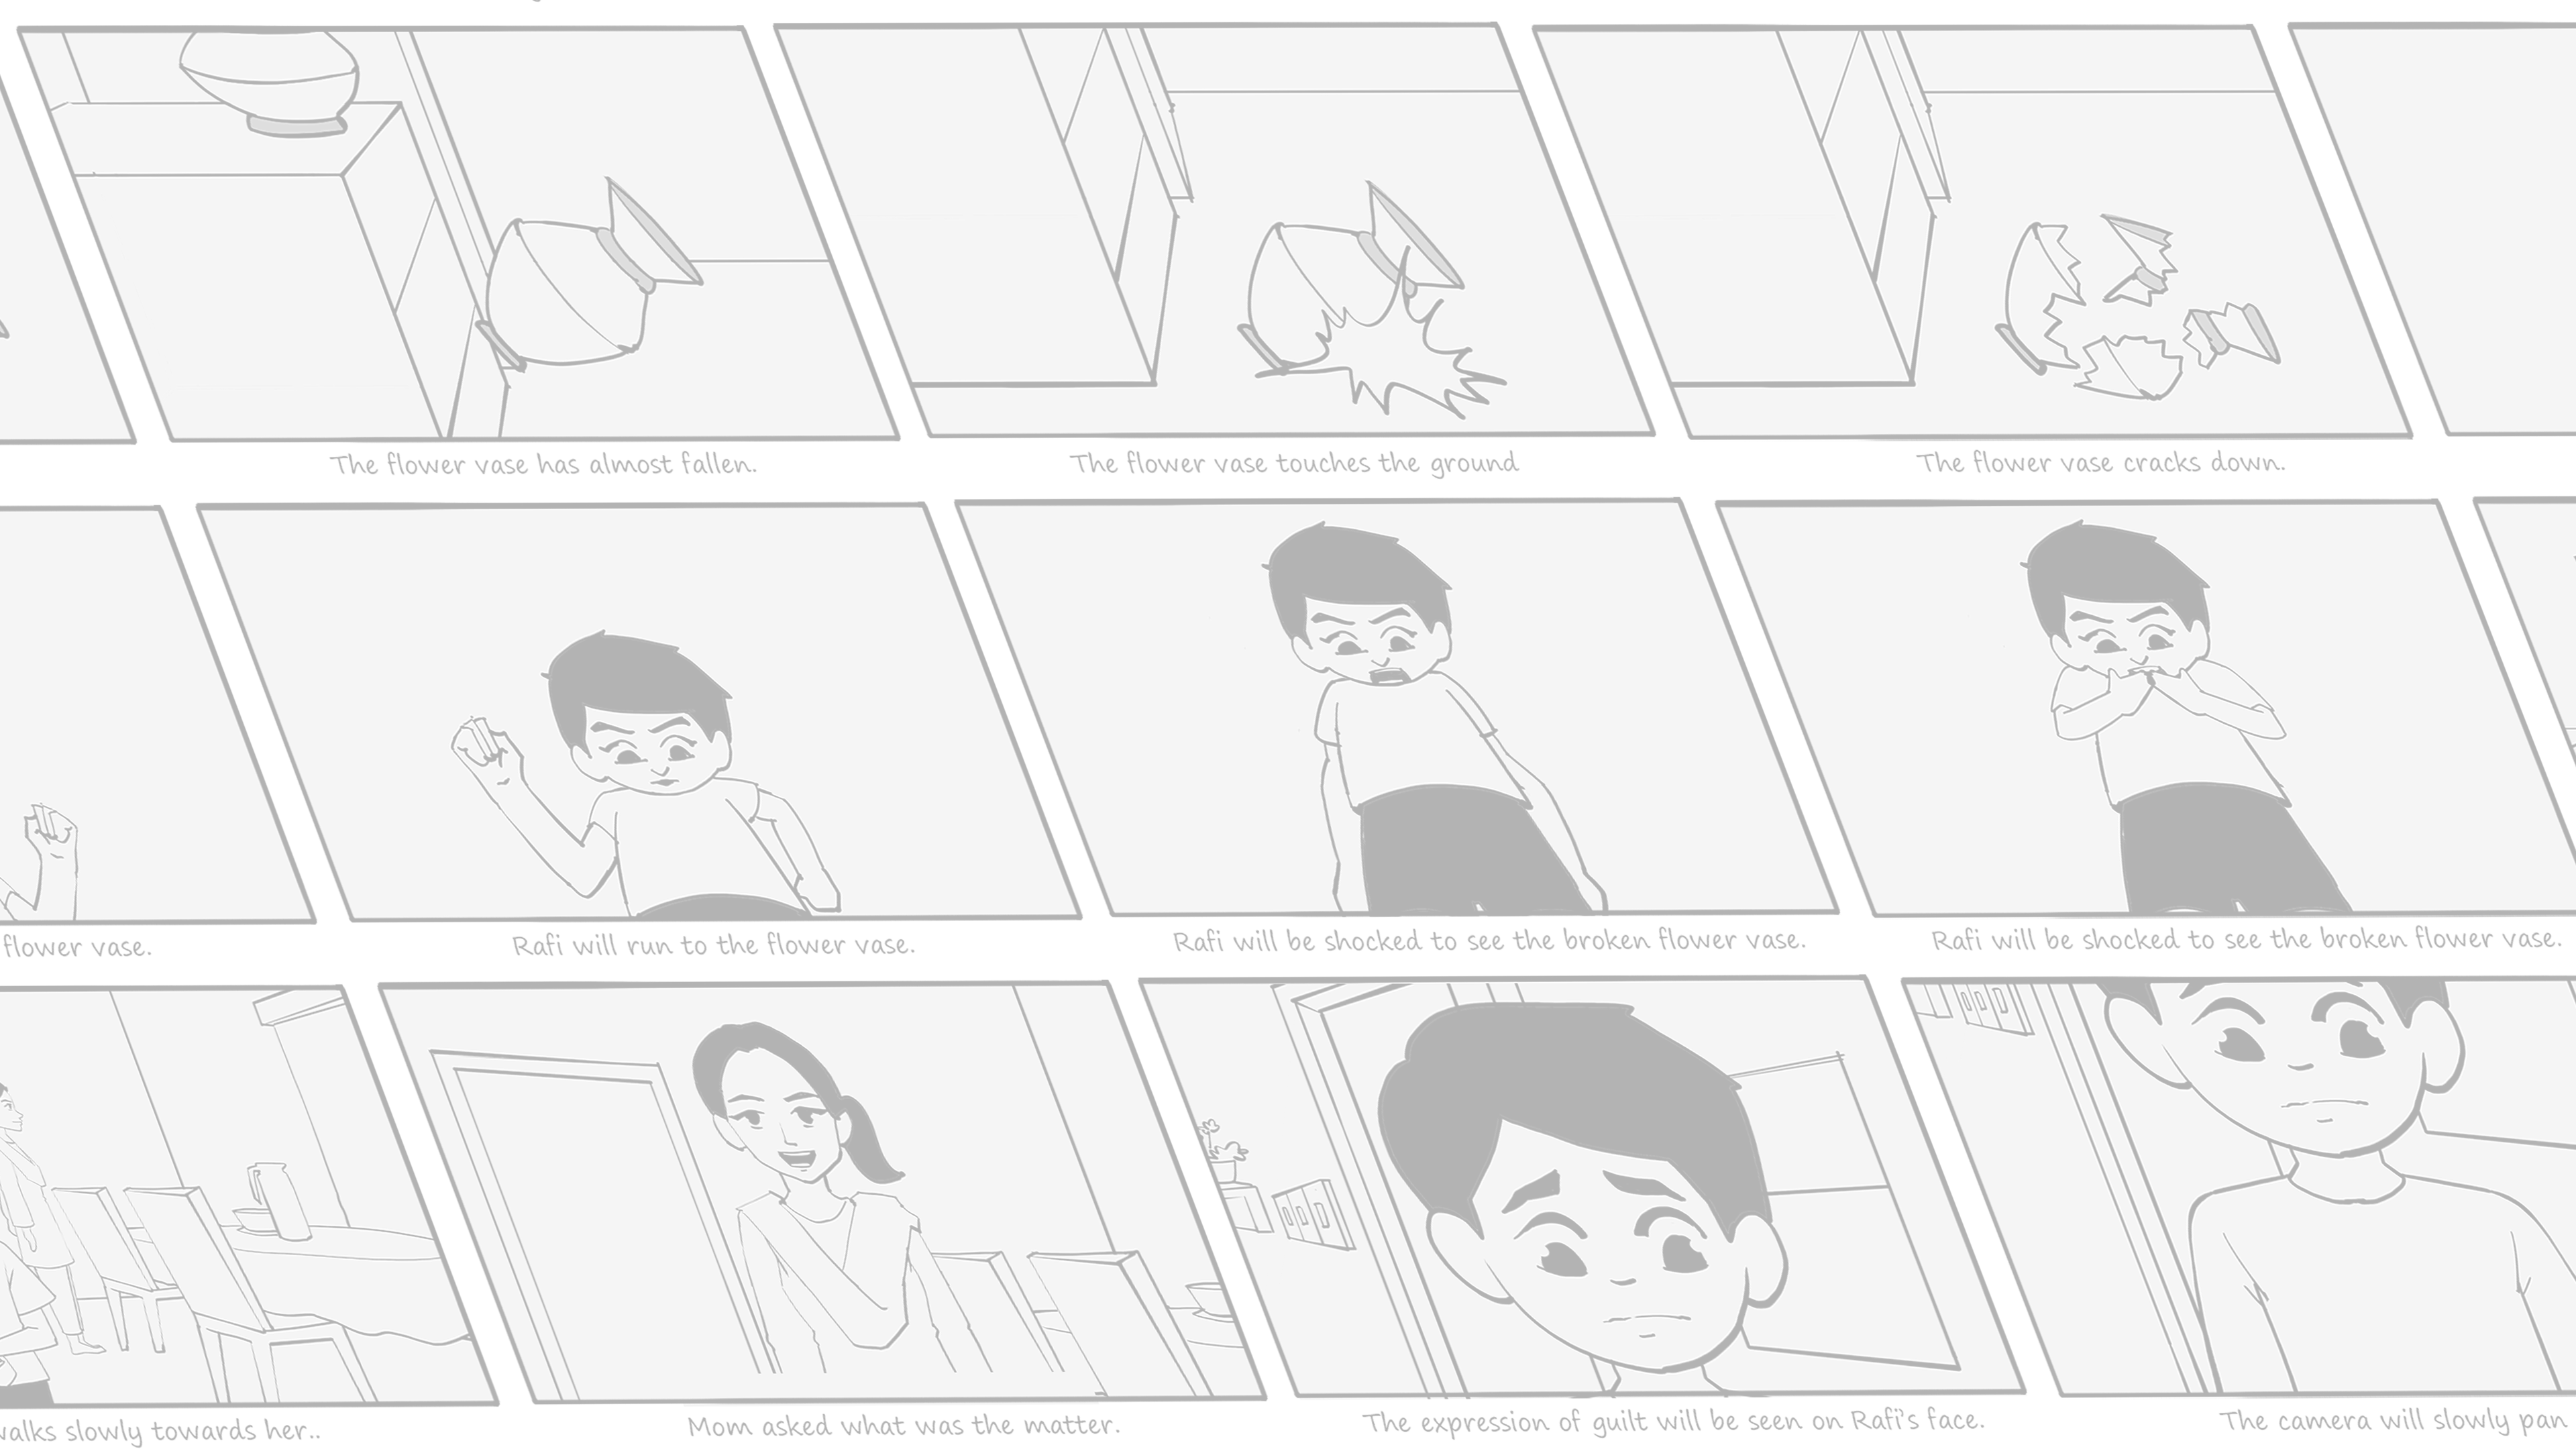 The flower vase has almost fallen.
The flower vase touches the ground
The flower vase cracks down.
flower vase.
Rafi will run to the flower vase.
Rafi will be shocked to see the broken flower vase.
Rafi will be shocked to see the broken flower vase.
walks slowly towards her..
Mom asked what was the matter.
The expression of guilt will be seen on Rafi's face.
The camera will slowly pan